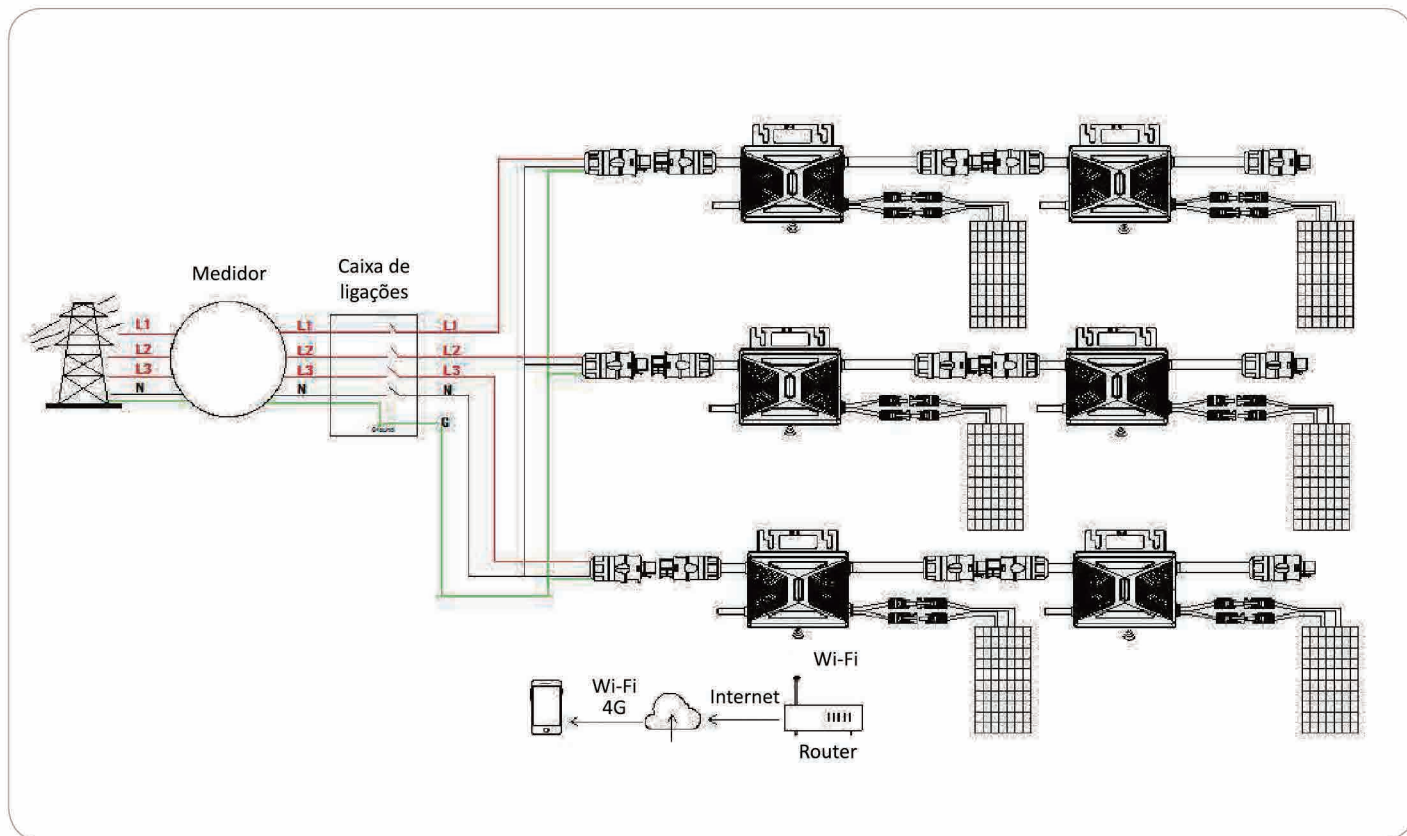 Medidor
Caixa de
ligações
L1
L1
L1
L2
L2
L2
L3
L3
L3
N
N
N
Ground
G
Wi-Fi
Wi-Fi
4G
Internet
Router